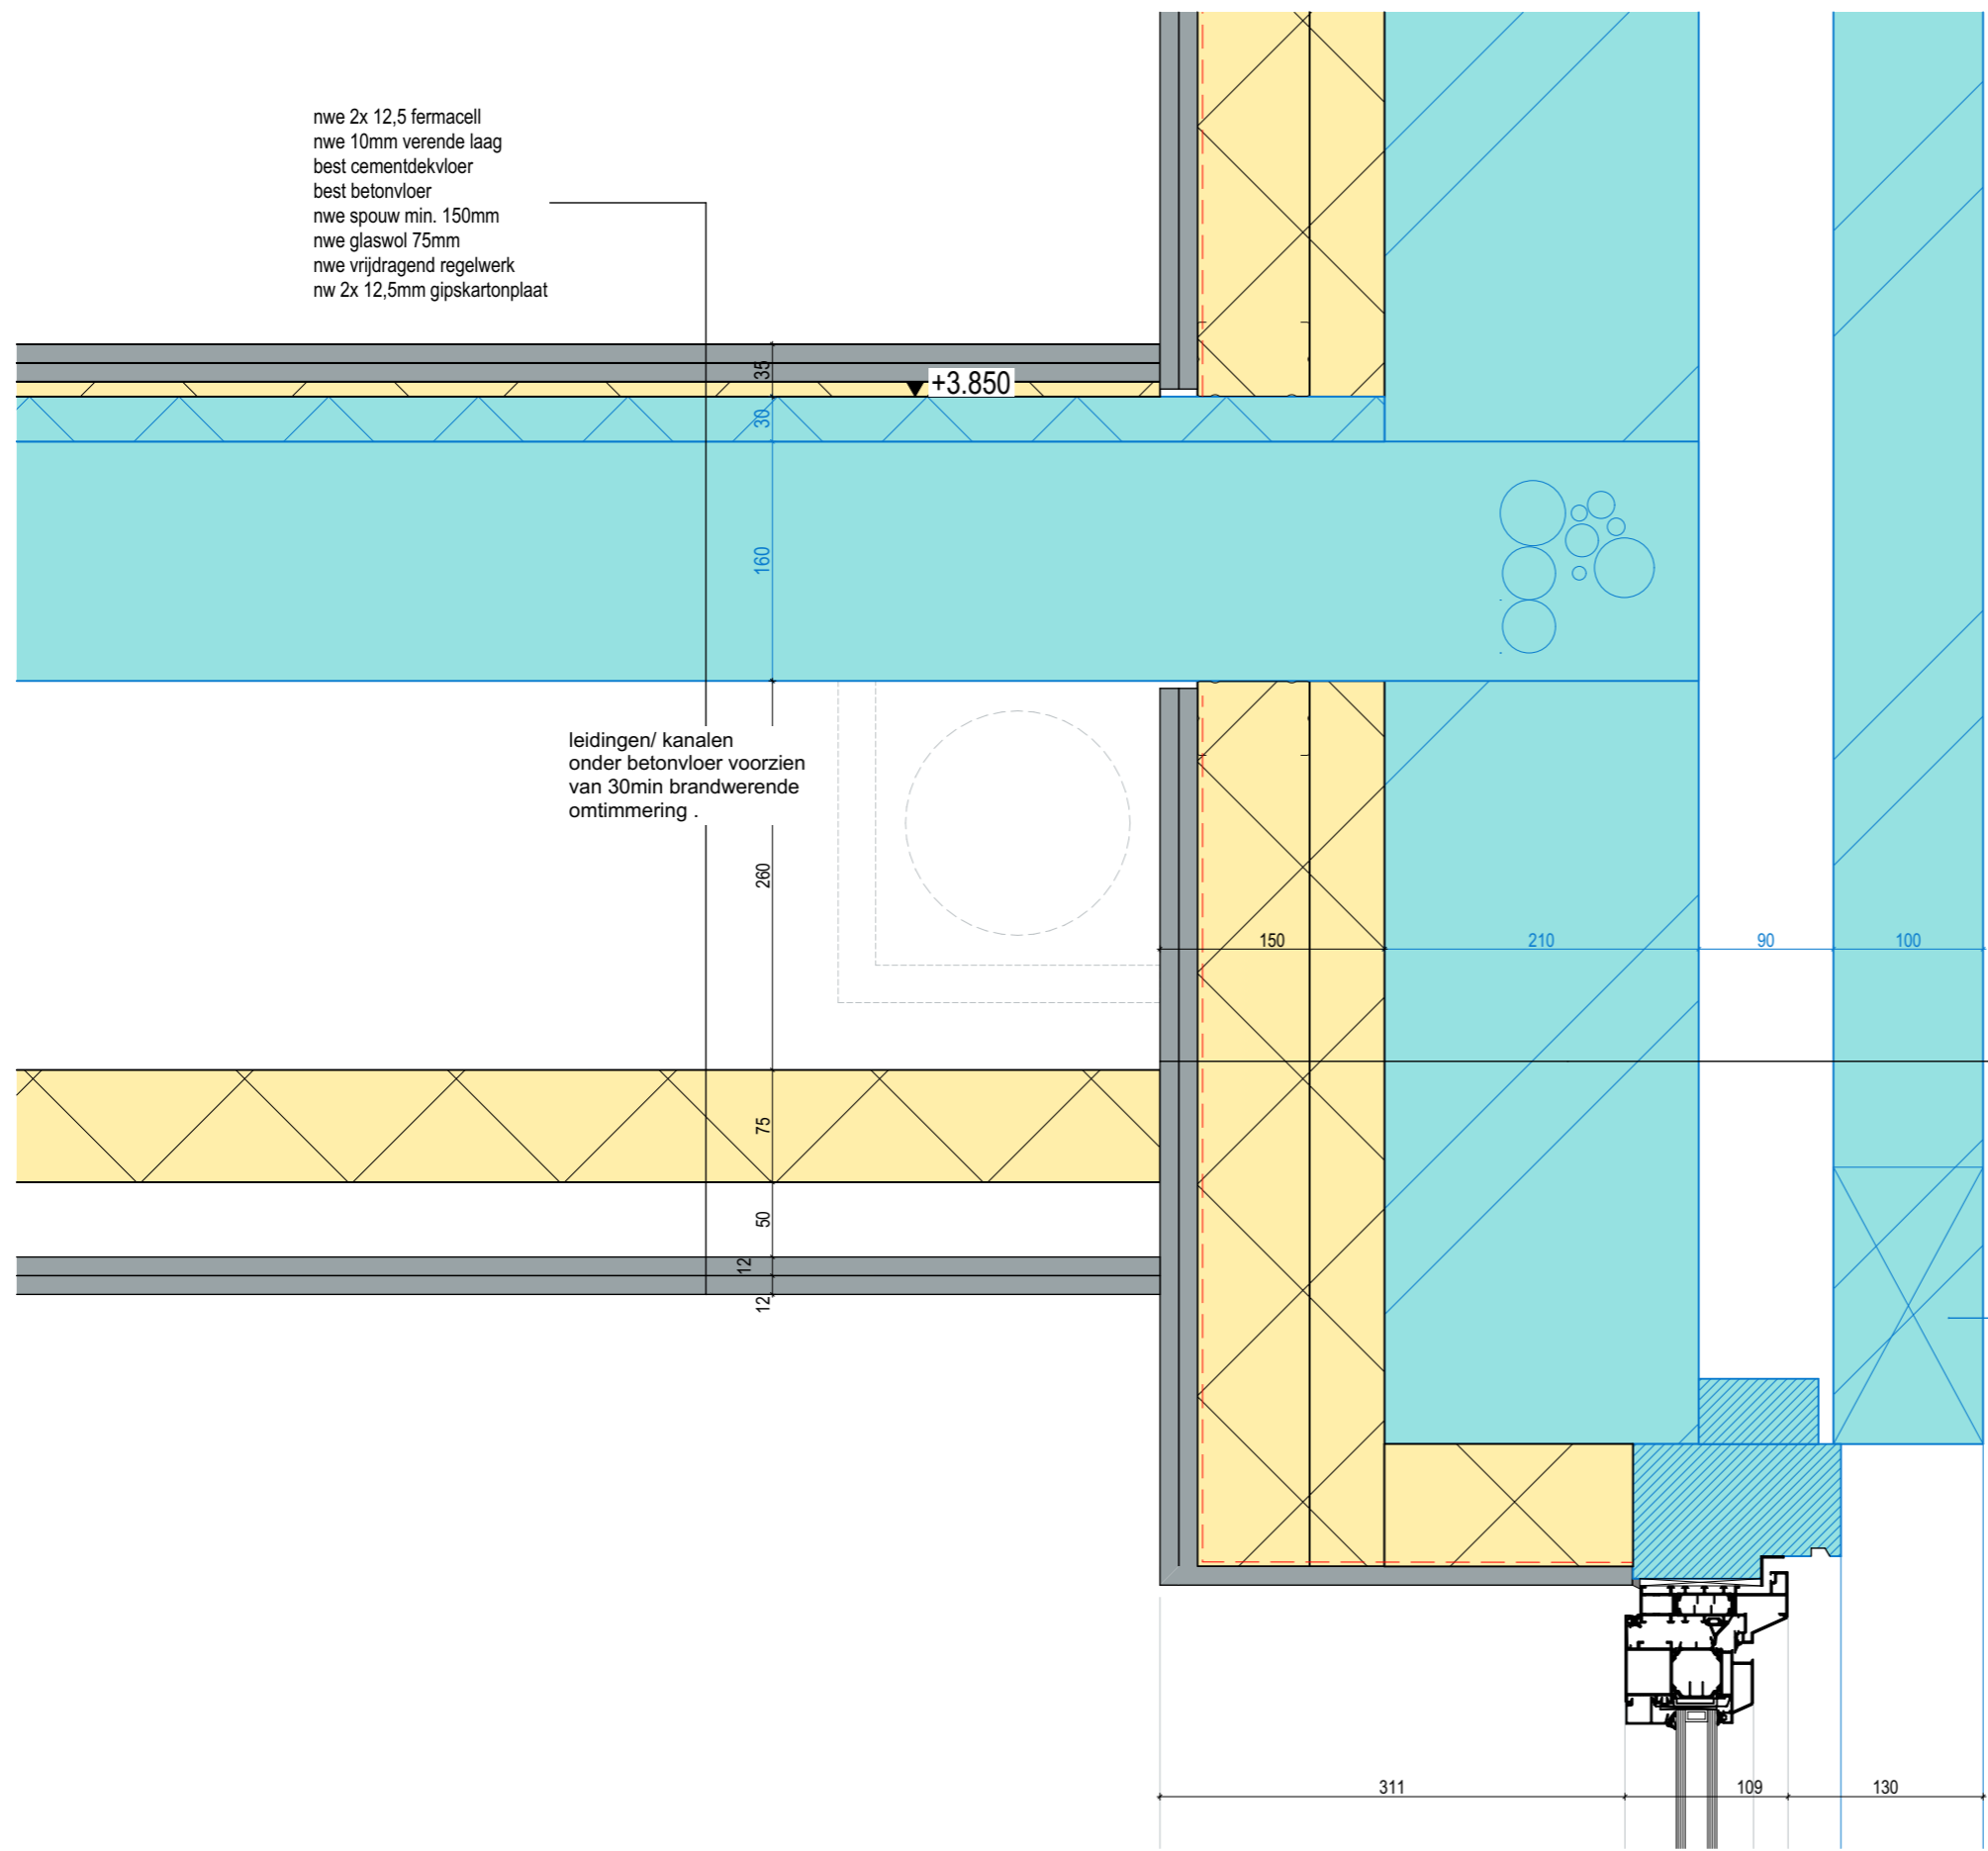 nwe 2x 12,5 fermacell
nwe 10mm verende laag
best cementdekvloer
best betonvloer
nwe spouw min. 150mm
nwe glaswol 75mm
nwe vrijdragend regelwerk
nw 2x 12,5mm gipskartonplaat
35
+3.850
30
160
leidingen/ kanalen
onder betonvloer voorzien
van 30min brandwerende
omtimmering .
260
150 210 90 100
75
50
12
12
311 109 130